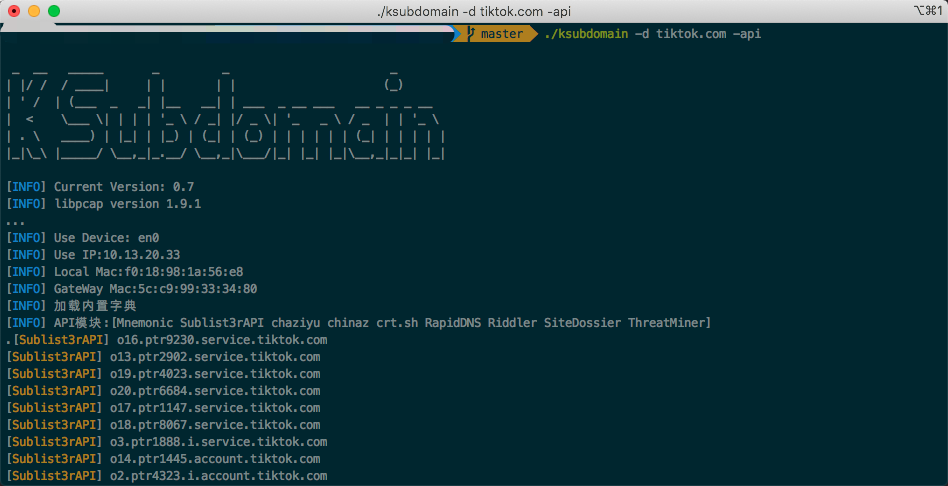 ./ksubdomain -d tiktok.com -api
⌥⌘1
master ./ksubdomain -d tiktok.com -api
KSubdomain
[INFO] Current Version: 0.7
[INFO] libpcap version 1.9.1
...
[INFO] Use Device: en0
[INFO] Use IP:10.13.20.33
[INFO] Local Mac:f0:18:98:1a:56:e8
[INFO] GateWay Mac:5c:c9:99:33:34:80
[INFO] 加载内置字典
[INFO] API模块:[Mnemonic Sublist3rAPI chaziyu chinaz crt.sh RapidDNS Riddler SiteDossier ThreatMiner]
.[Sublist3rAPI] o16.ptr9230.service.tiktok.com
[Sublist3rAPI] o13.ptr2902.service.tiktok.com
[Sublist3rAPI] o19.ptr4023.service.tiktok.com
[Sublist3rAPI] o20.ptr6684.service.tiktok.com
[Sublist3rAPI] o17.ptr1147.service.tiktok.com
[Sublist3rAPI] o18.ptr8067.service.tiktok.com
[Sublist3rAPI] o3.ptr1888.i.service.tiktok.com
[Sublist3rAPI] o14.ptr1445.account.tiktok.com
[Sublist3rAPI] o2.ptr4323.i.account.tiktok.com